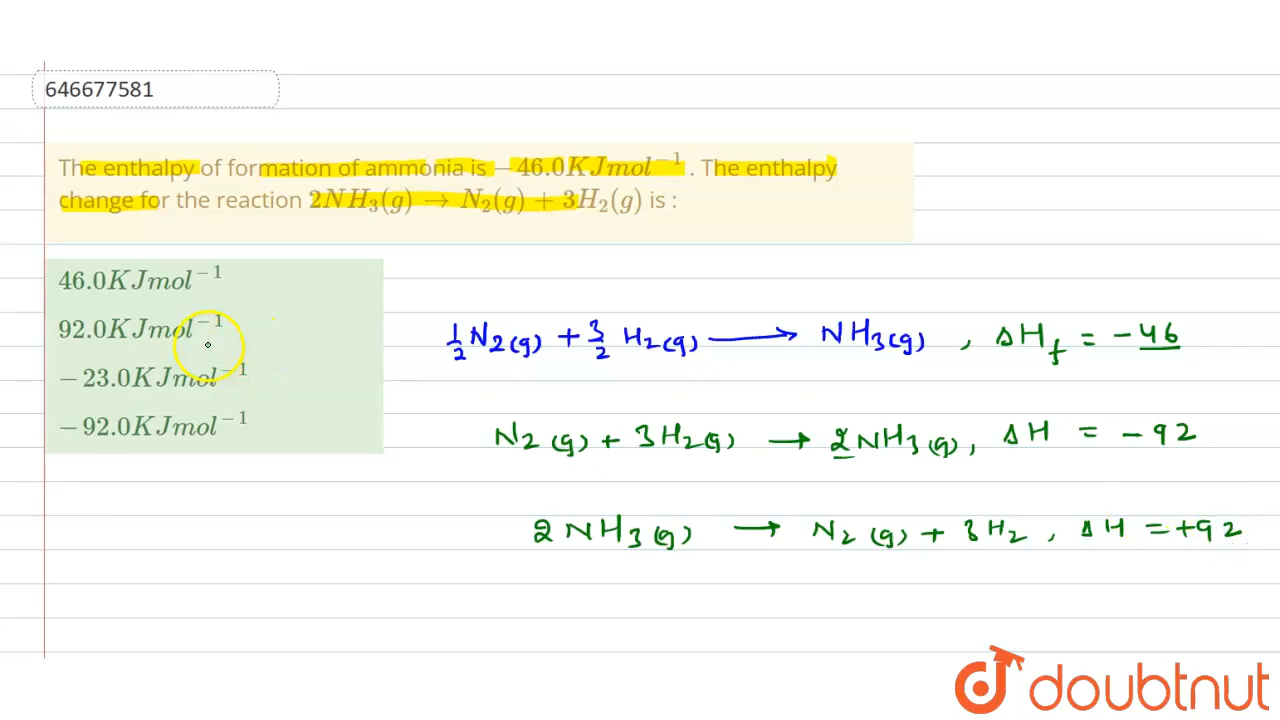 646677581
The enthalpy of formation of ammonia is −46.0KJmol⁻¹. The enthalpy
change for the reaction 2NH₃(g) → N₂(g) + 3H₂(g) is :
46.0KJmol⁻¹
92.0KJmol⁻¹
−23.0KJmol⁻¹
−92.0KJmol⁻¹
1/2 N₂(g) + 3/2 H₂(g) → NH₃(g) , ΔH_f = −46
N₂(g) + 3H₂(g) → 2NH₃(g), ΔH = −92
2NH₃(g) → N₂(g) + 3H₂ , ΔH = +92
doubtnut